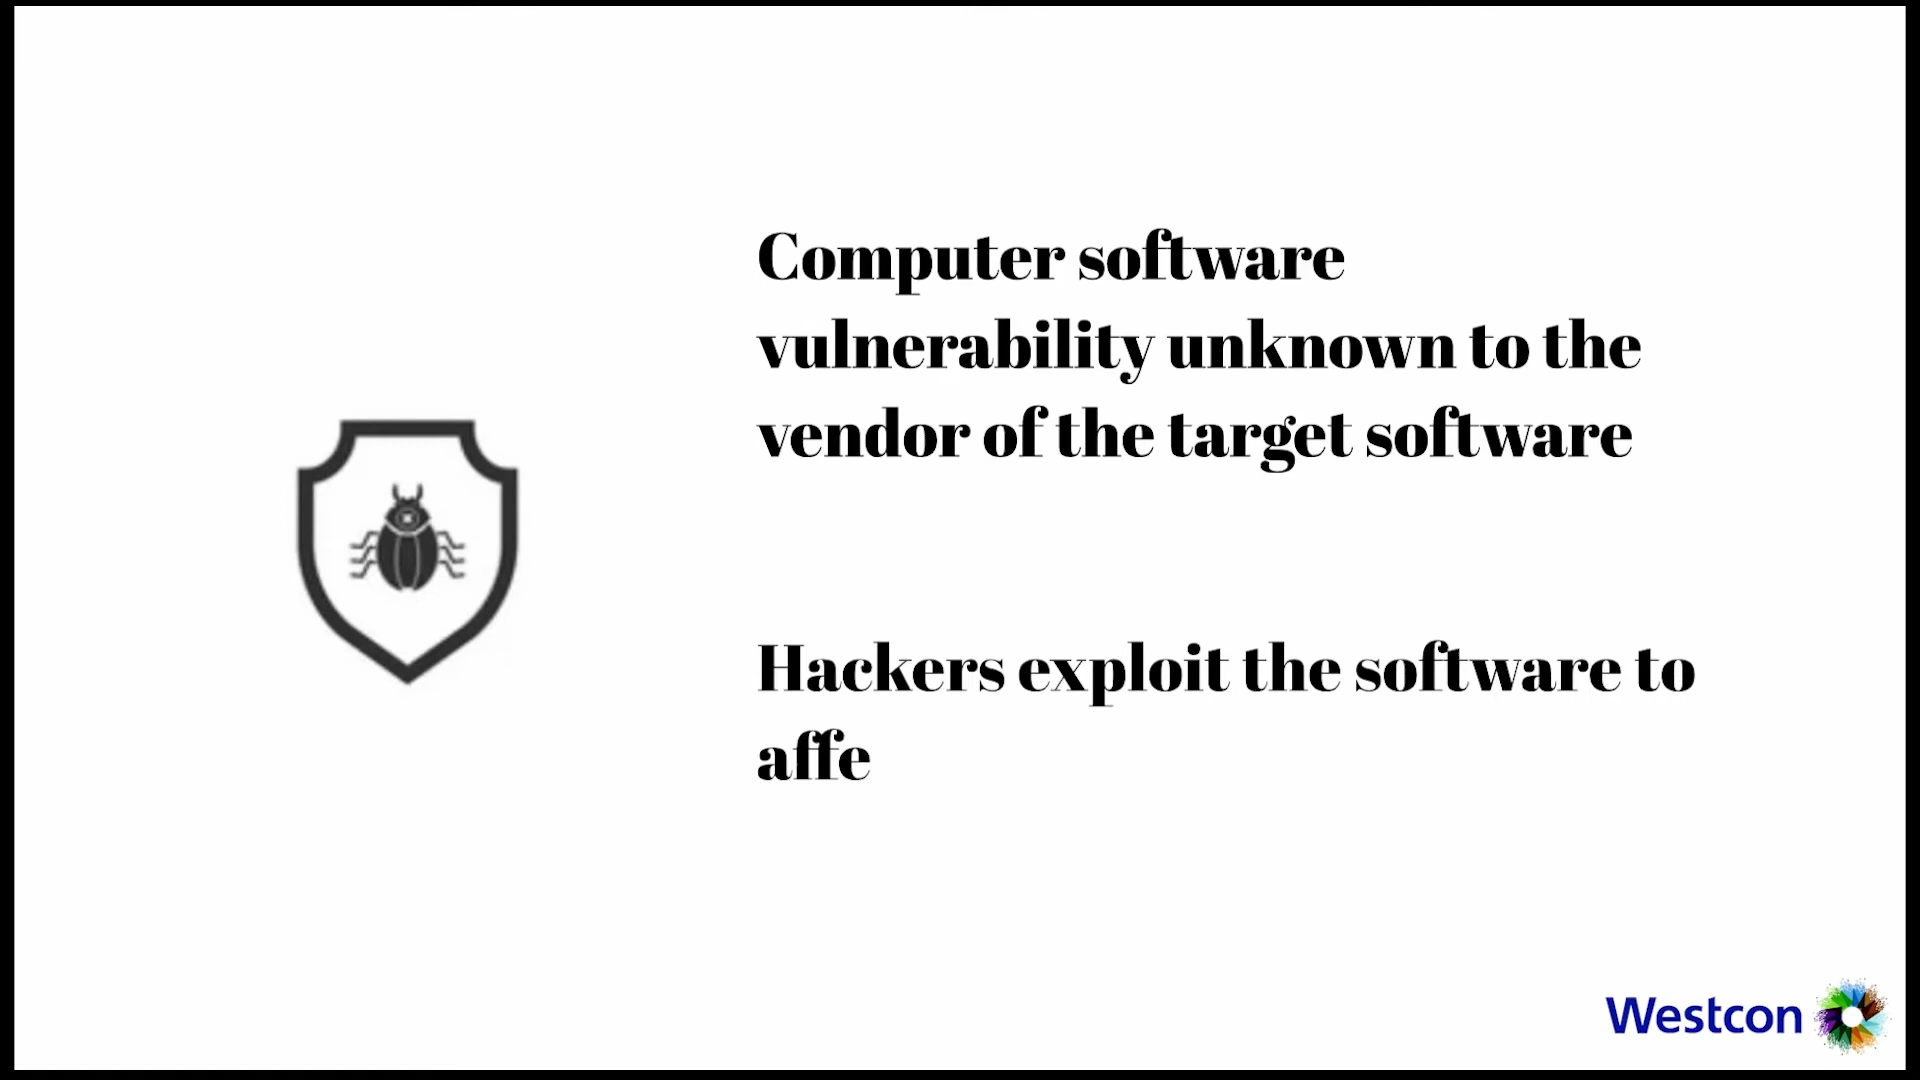 Computer software
vulnerability unknown to the
vendor of the target software
Hackers exploit the software to
affe
Westcon